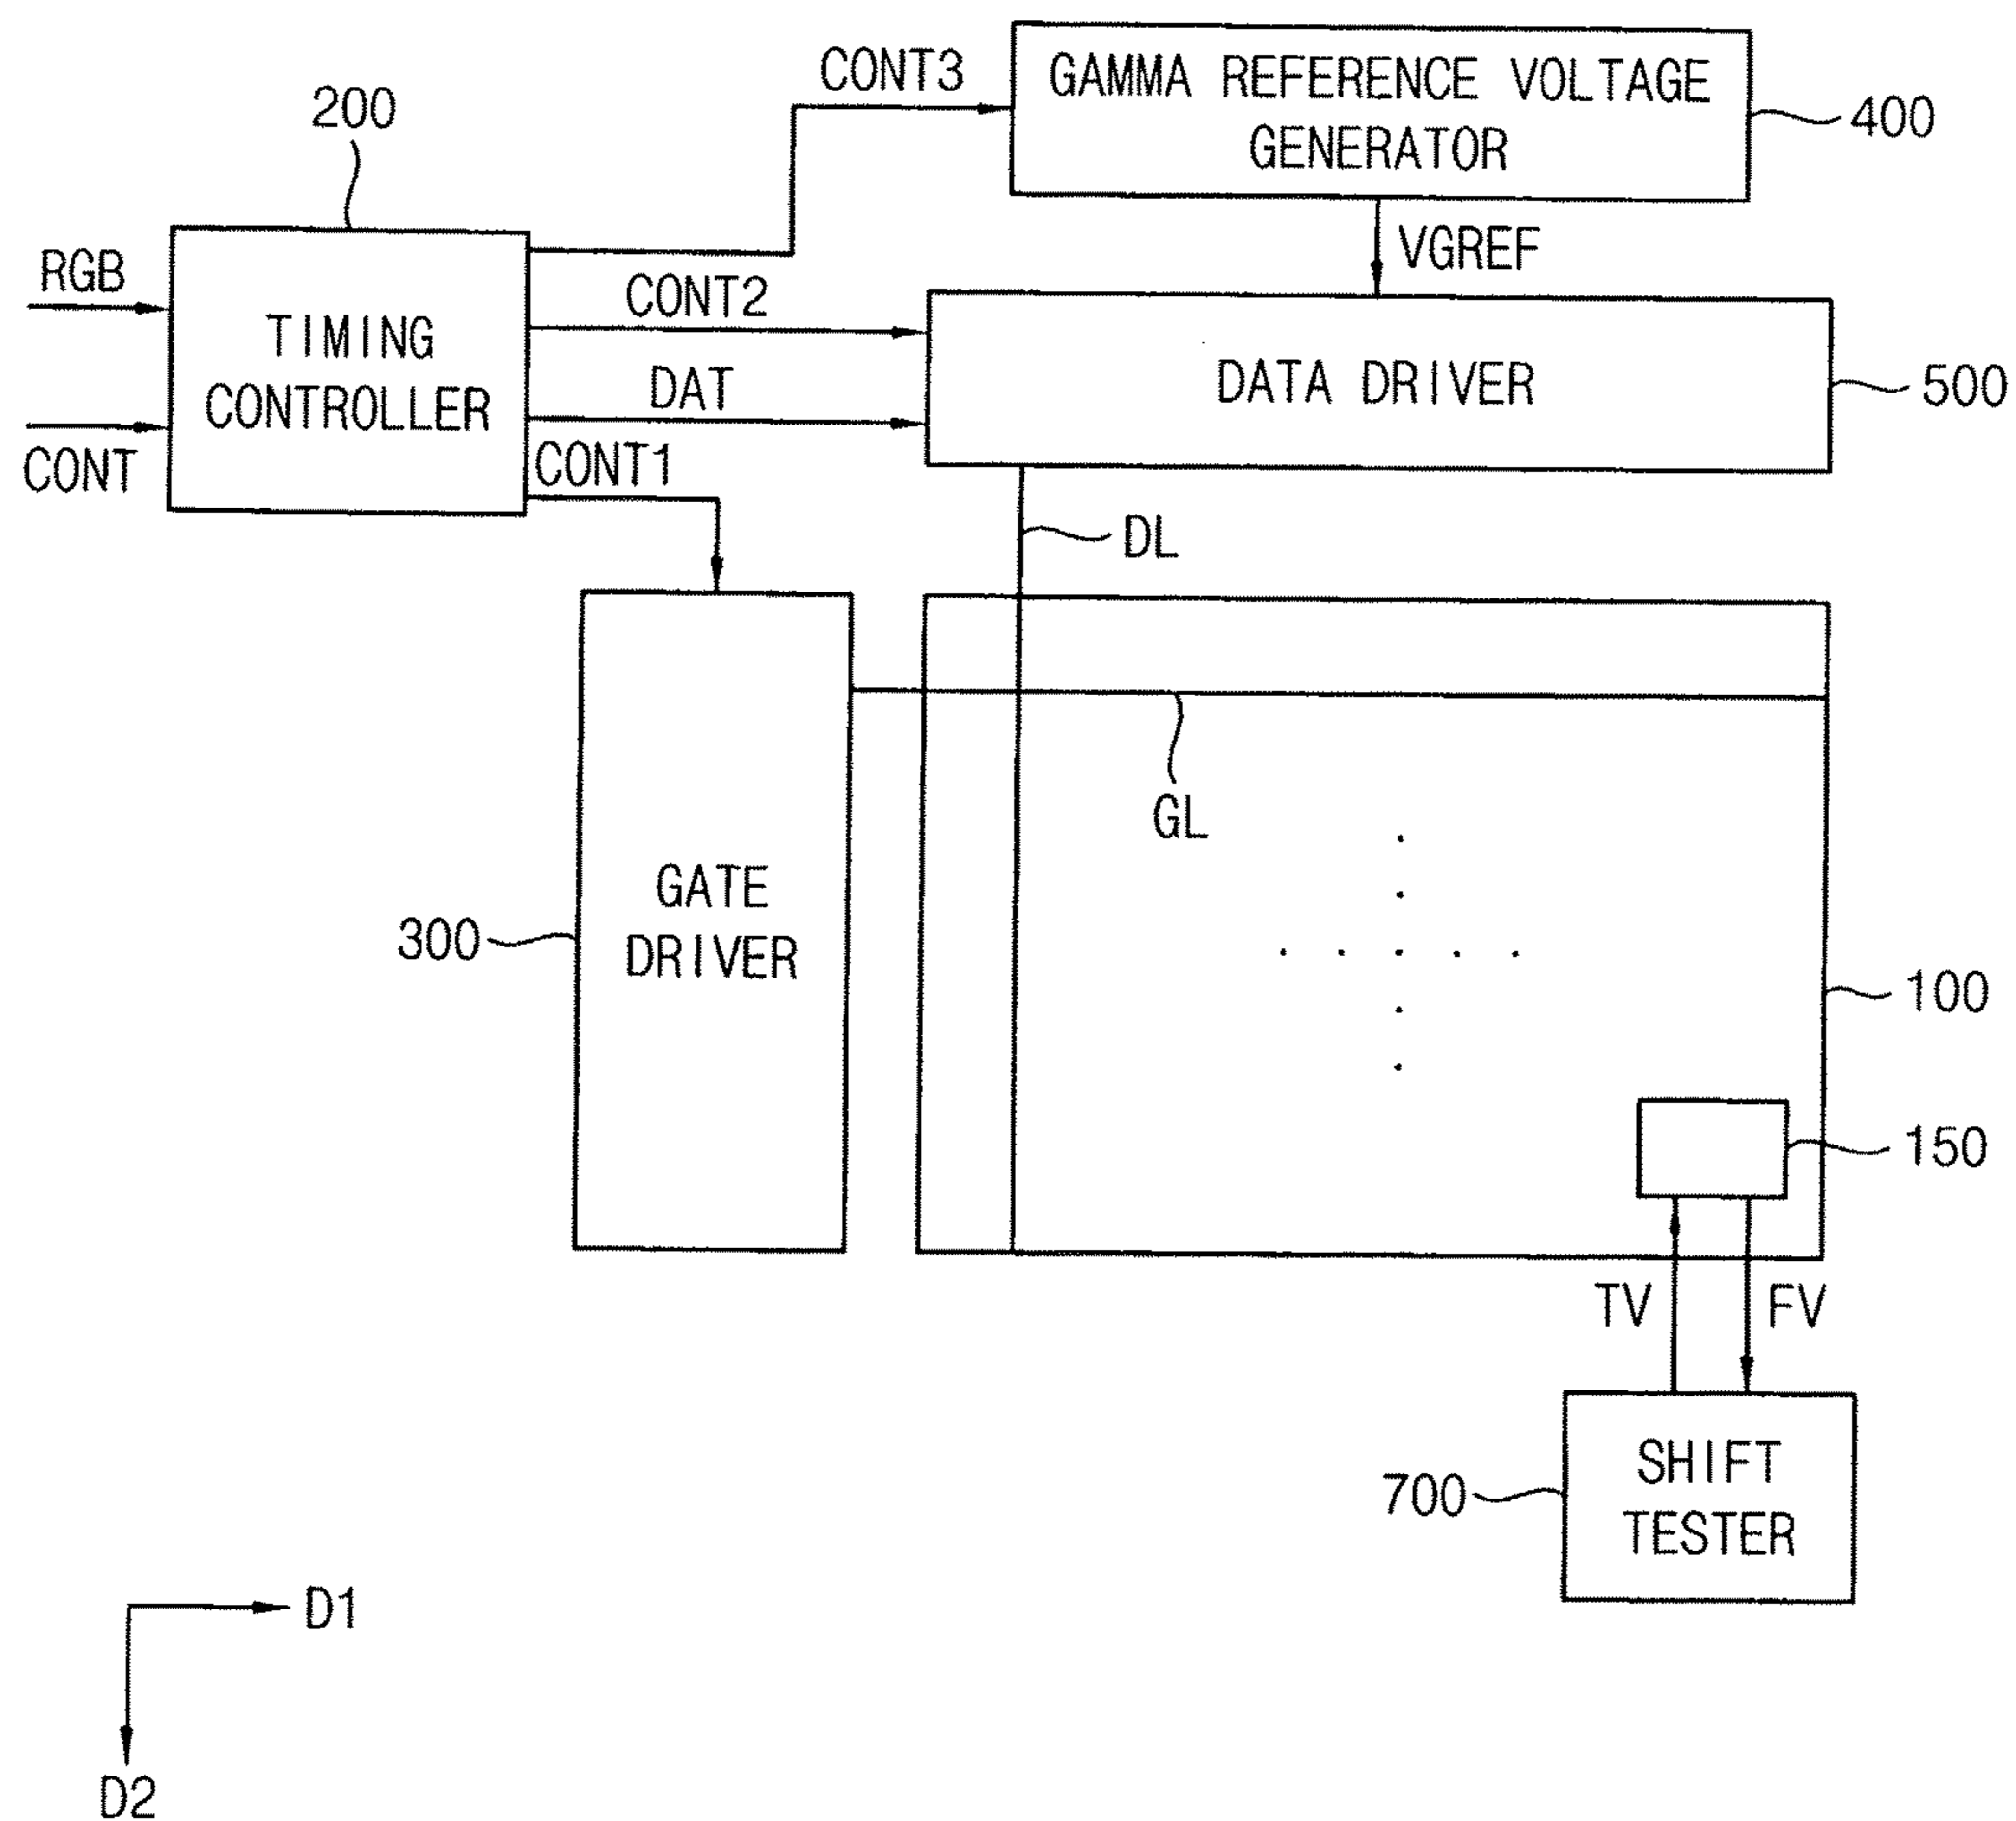 CONT3
GAMMA REFERENCE VOLTAGE
GENERATOR
400
200
VGREF
RGB
CONT2
TIMING
CONTROLLER
DATA DRIVER
500
DAT
CONT
CONT1
DL
GL
GATE
DRIVER
300
100
150
TV
FV
SHIFT
TESTER
700
D1
D2